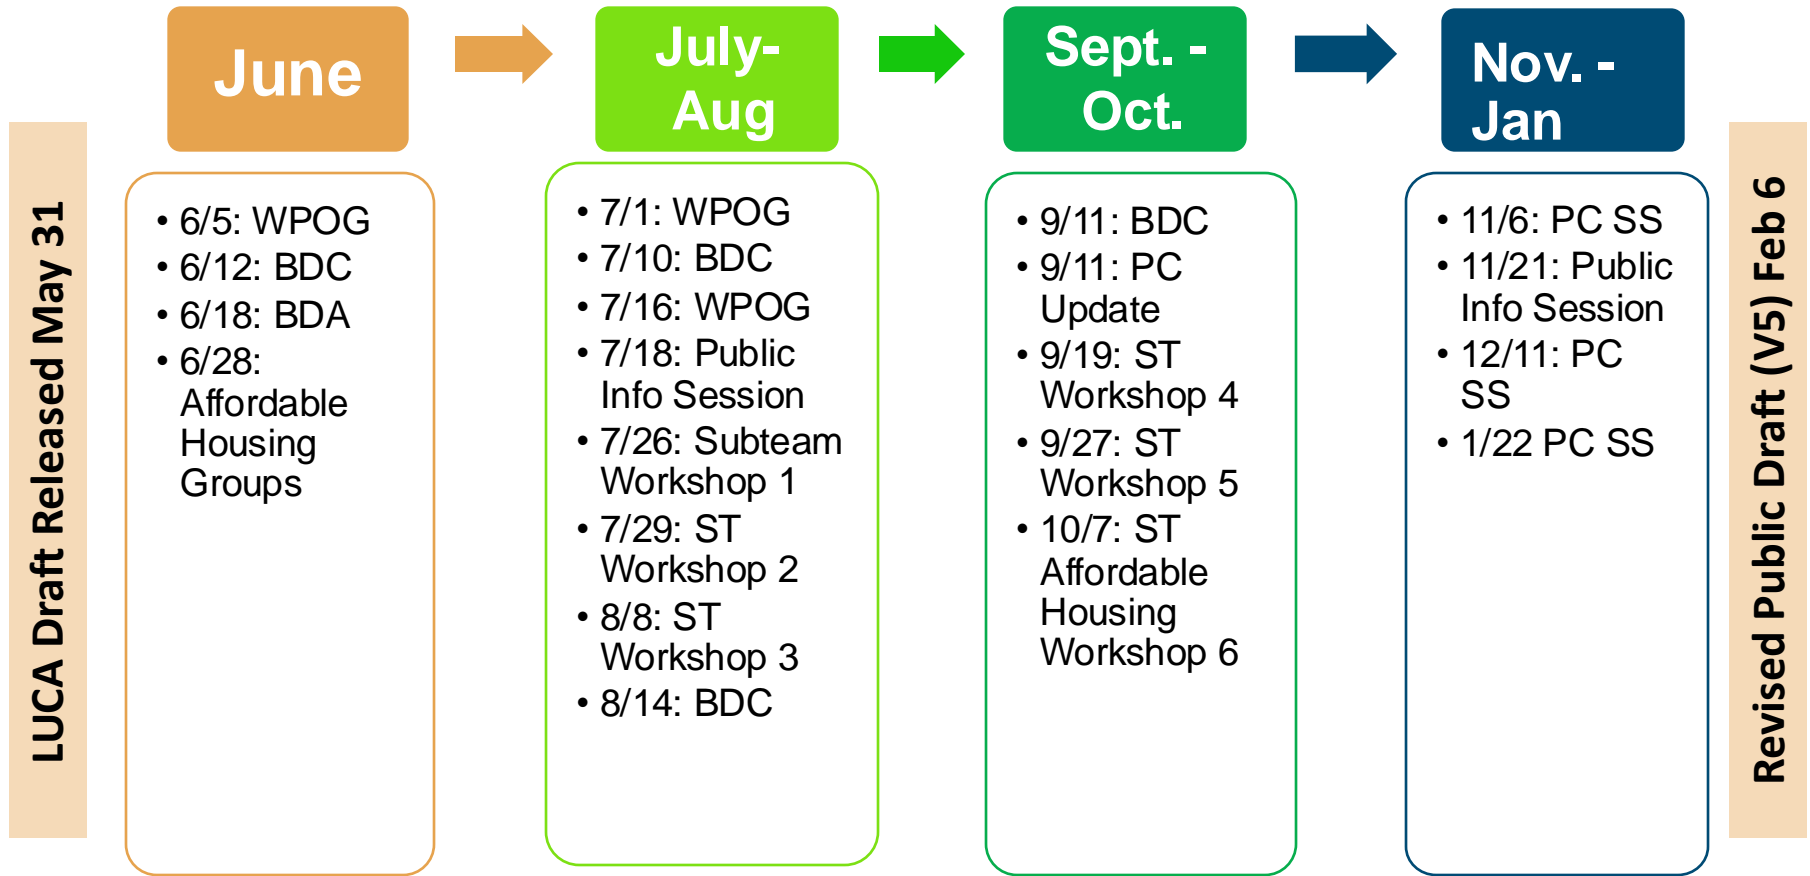 LUCA Draft Released May 31
June
• 6/5: WPOG
• 6/12: BDC
• 6/18: BDA
• 6/28:
Affordable
Housing
Groups
July-
Aug
• 7/1: WPOG
• 7/10: BDC
• 7/16: WPOG
• 7/18: Public
Info Session
• 7/26: Subteam
Workshop 1
• 7/29: ST
Workshop 2
• 8/8: ST
Workshop 3
• 8/14: BDC
Sept. -
Oct.
• 9/11: BDC
• 9/11: PC
Update
• 9/19: ST
Workshop 4
• 9/27: ST
Workshop 5
• 10/7: ST
Affordable
Housing
Workshop 6
Nov. -
Jan
• 11/6: PC SS
• 11/21: Public
Info Session
• 12/11: PC
SS
• 1/22 PC SS
Revised Public Draft (V5) Feb 6